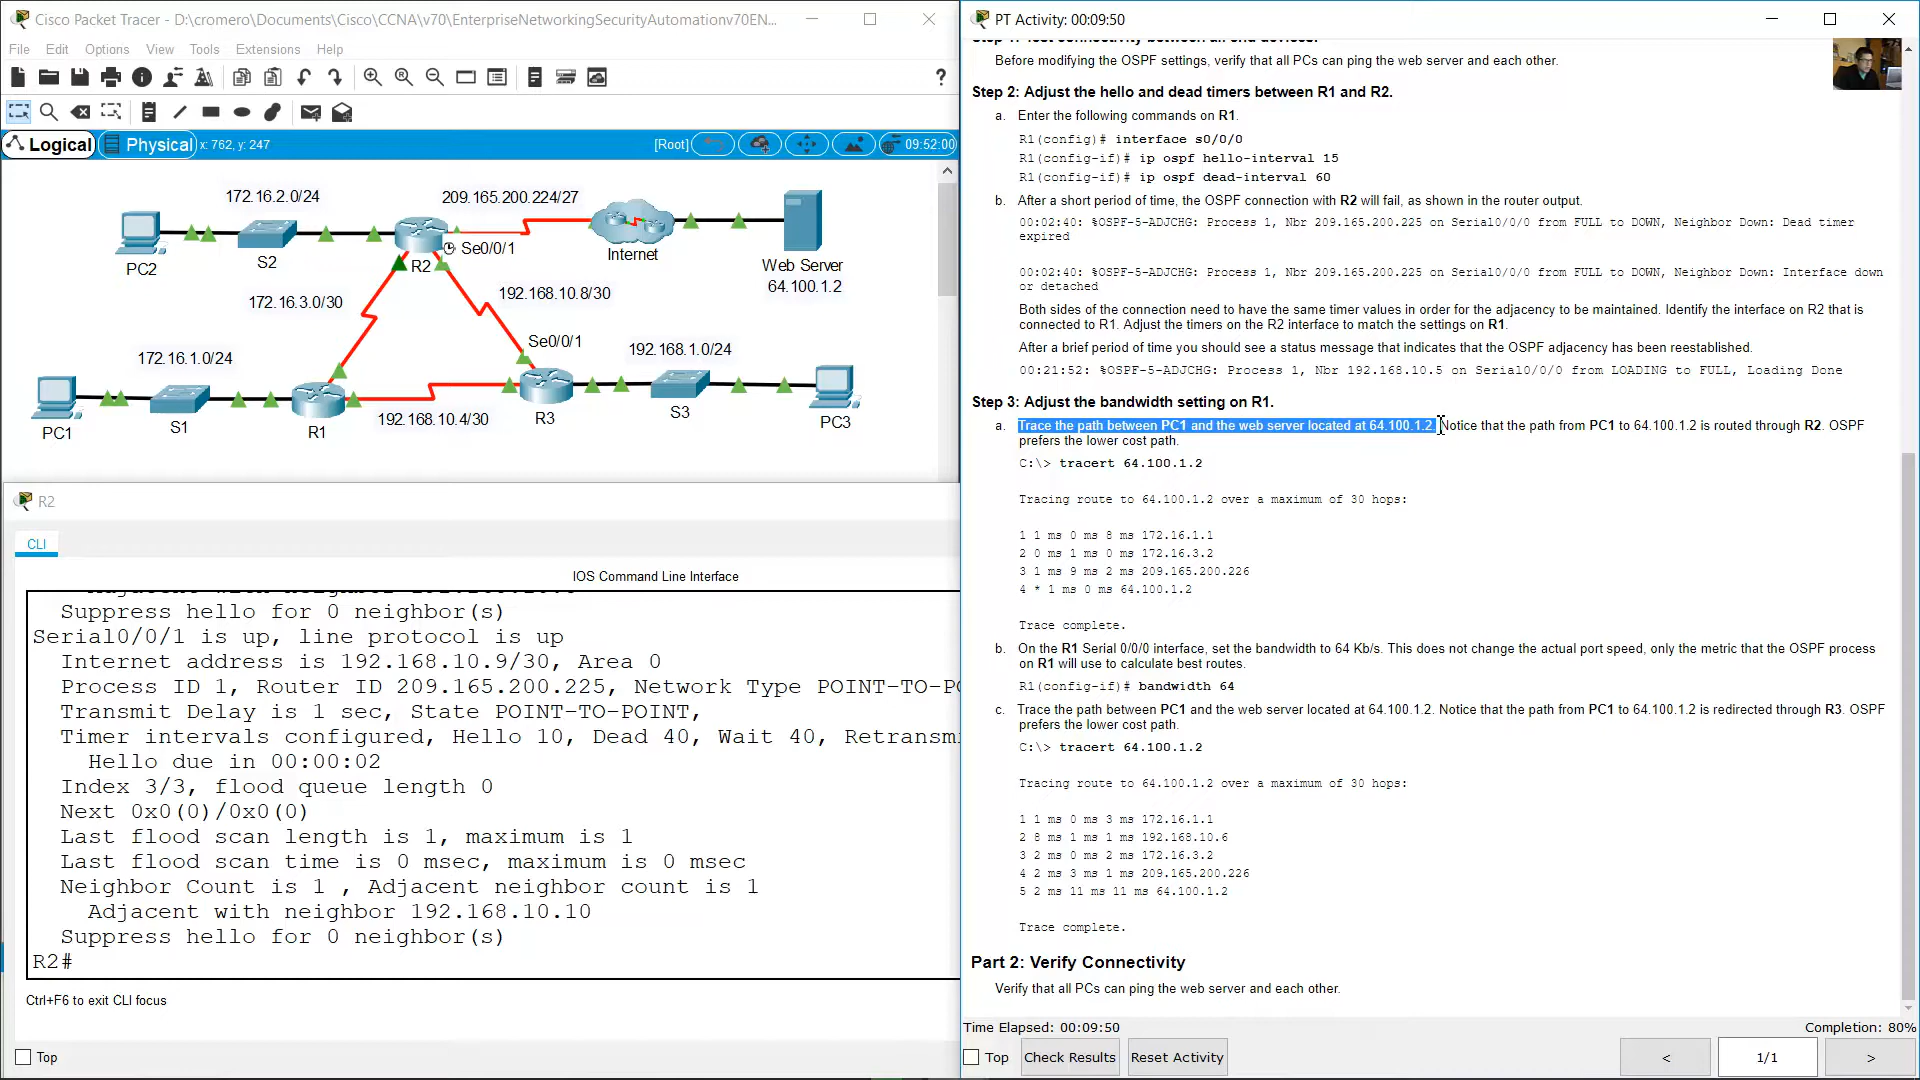 Cisco Packet Tracer - D:\cromero\Documents\Cisco\CCNA\v70\EnterpriseNetworkingSecurityAutomationv70EN...
File Edit Options View Tools Extensions Help
?
Logical
Physical
x: 762, y: 247
[Root]
09:52:00
172.16.2.0/24
209.165.200.224/27
PC2
S2
R2
Se0/0/1
Internet
Web Server
64.100.1.2
172.16.3.0/30
192.168.10.8/30
Se0/0/1
172.16.1.0/24
192.168.1.0/24
PC1
S1
R1
192.168.10.4/30
R3
S3
PC3
R2
CLI
IOS Command Line Interface
Suppress hello for 0 neighbor(s)
Serial0/0/1 is up, line protocol is up
Internet address is 192.168.10.9/30, Area 0
Process ID 1, Router ID 209.165.200.225, Network Type POINT-TO-PO
Transmit Delay is 1 sec, State POINT-TO-POINT,
Timer intervals configured, Hello 10, Dead 40, Wait 40, Retransmi
Hello due in 00:00:02
Index 3/3, flood queue length 0
Next 0x0(0)/0x0(0)
Last flood scan length is 1, maximum is 1
Last flood scan time is 0 msec, maximum is 0 msec
Neighbor Count is 1 , Adjacent neighbor count is 1
Adjacent with neighbor 192.168.10.10
Suppress hello for 0 neighbor(s)
R2#
Ctrl+F6 to exit CLI focus
Top
PT Activity: 00:09:50
Step 1: Test connectivity between all end devices.
Before modifying the OSPF settings, verify that all PCs can ping the web server and each other.
Step 2: Adjust the hello and dead timers between R1 and R2.
a. Enter the following commands on R1.
R1(config)# interface s0/0/0
R1(config-if)# ip ospf hello-interval 15
R1(config-if)# ip ospf dead-interval 60
b. After a short period of time, the OSPF connection with R2 will fail, as shown in the router output.
00:02:40: %OSPF-5-ADJCHG: Process 1, Nbr 209.165.200.225 on Serial0/0/0 from FULL to DOWN, Neighbor Down: Dead timer
expired
00:02:40: %OSPF-5-ADJCHG: Process 1, Nbr 209.165.200.225 on Serial0/0/0 from FULL to DOWN, Neighbor Down: Interface down
or detached
Both sides of the connection need to have the same timer values in order for the adjacency to be maintained. Identify the interface on R2 that is
connected to R1. Adjust the timers on the R2 interface to match the settings on R1.
After a brief period of time you should see a status message that indicates that the OSPF adjacency has been reestablished.
00:21:52: %OSPF-5-ADJCHG: Process 1, Nbr 192.168.10.5 on Serial0/0/0 from LOADING to FULL, Loading Done
Step 3: Adjust the bandwidth setting on R1.
a. Trace the path between PC1 and the web server located at 64.100.1.2. Notice that the path from PC1 to 64.100.1.2 is routed through R2. OSPF
prefers the lower cost path.
C:\> tracert 64.100.1.2
Tracing route to 64.100.1.2 over a maximum of 30 hops:
1 1 ms 0 ms 8 ms 172.16.1.1
2 0 ms 1 ms 0 ms 172.16.3.2
3 1 ms 9 ms 2 ms 209.165.200.226
4 * 1 ms 0 ms 64.100.1.2
Trace complete.
b. On the R1 Serial 0/0/0 interface, set the bandwidth to 64 Kb/s. This does not change the actual port speed, only the metric that the OSPF process
on R1 will use to calculate best routes.
R1(config-if)# bandwidth 64
c. Trace the path between PC1 and the web server located at 64.100.1.2. Notice that the path from PC1 to 64.100.1.2 is redirected through R3. OSPF
prefers the lower cost path.
C:\> tracert 64.100.1.2
Tracing route to 64.100.1.2 over a maximum of 30 hops:
1 1 ms 0 ms 3 ms 172.16.1.1
2 8 ms 1 ms 1 ms 192.168.10.6
3 2 ms 0 ms 2 ms 172.16.3.2
4 2 ms 3 ms 1 ms 209.165.200.226
5 2 ms 11 ms 11 ms 64.100.1.2
Trace complete.
Part 2: Verify Connectivity
Verify that all PCs can ping the web server and each other.
Time Elapsed: 00:09:50
Completion: 80%
Top
Check Results
Reset Activity
<
1/1
>